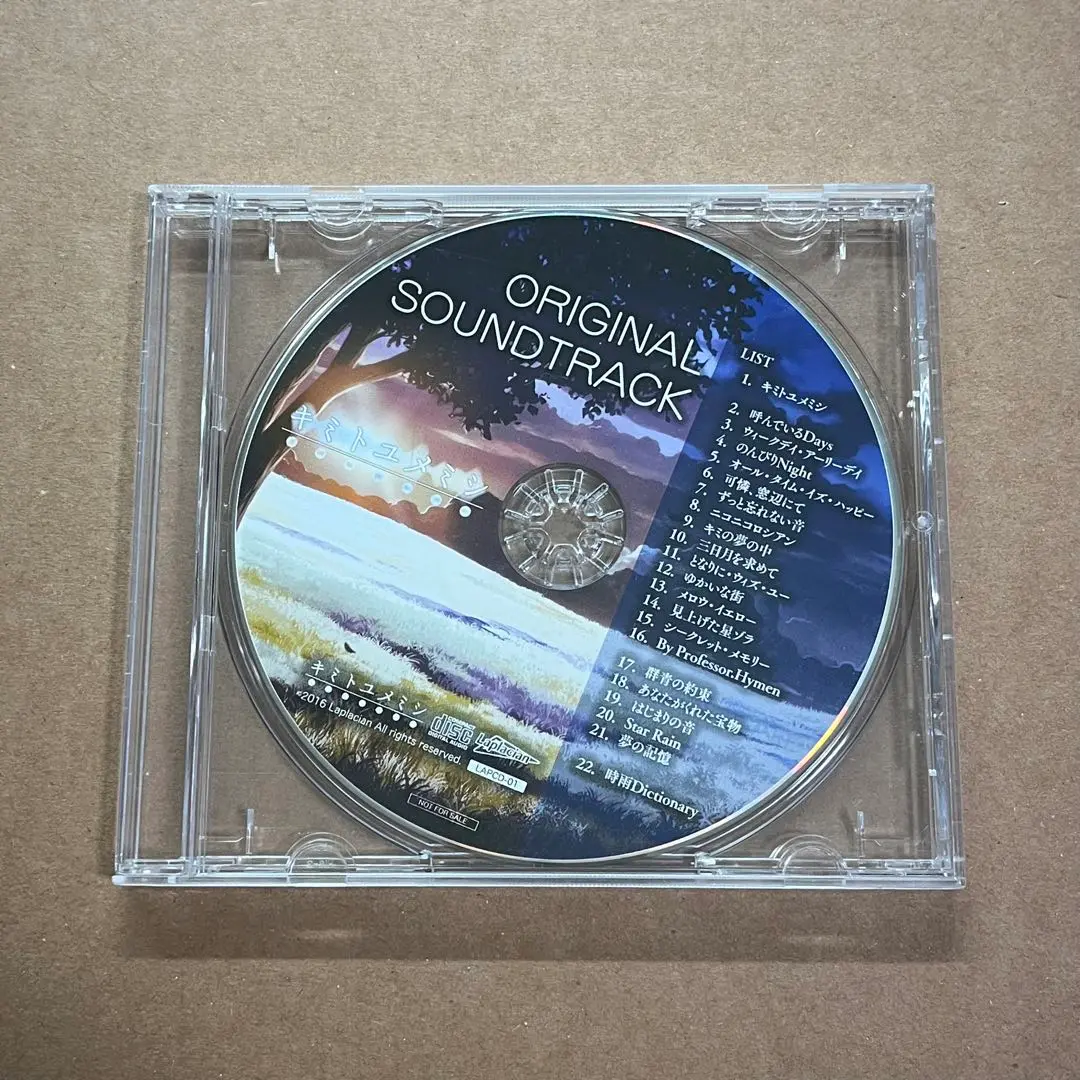 ORIGINAL
SOUNDTRACK
キミトユメミシ
LIST
1. キミトユメミシ
2. 呼んでいるDays
3. ウィークデイ・アーリーデイ
4. のんびりNight
5. オール・タイム・イズ・ハッピー
6. 可憐、窓辺にて
7. ずっと忘れない音
8. ニコニコロシアン
9. キミの夢の中
10. 三日月を求めて
11. となりに・ウィズ・ユー
12. ゆかいな街
13. メロウ・イエロー
14. 見上げた星ゾラ
15. シークレット・メモリー
16. By Professor.Hymen
17. 群青の約束
18. あなたがくれた宝物
19. はじまりの音
20. Star Rain
21. 夢の記憶
22. 時雨Dictionary
キミトユメミシ
©2016 Laplacian All rights reserved.
COMPACT
disc
DIGITAL AUDIO
Laplacian
LAPCD-01
NOT FOR SALE